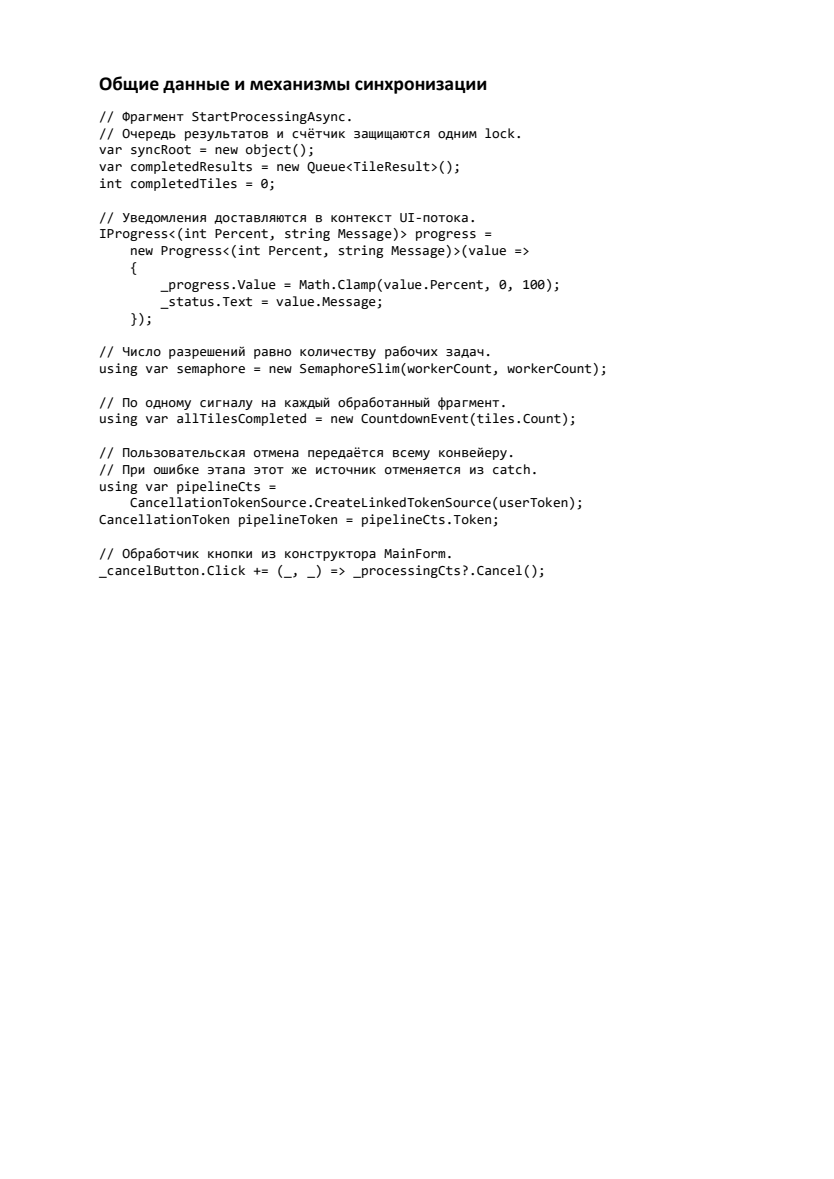 Общие данные и механизмы синхронизации
// Фрагмент StartProcessingAsync.
// Очередь результатов и счётчик защищаются одним lock.
var syncRoot = new object();
var completedResults = new Queue<TileResult>();
int completedTiles = 0;
// Уведомления доставляются в контекст UI-потока.
IProgress<(int Percent, string Message)> progress =
    new Progress<(int Percent, string Message)>(value =>
    {
        _progress.Value = Math.Clamp(value.Percent, 0, 100);
        _status.Text = value.Message;
    });
// Число разрешений равно количеству рабочих задач.
using var semaphore = new SemaphoreSlim(workerCount, workerCount);
// По одному сигналу на каждый обработанный фрагмент.
using var allTilesCompleted = new CountdownEvent(tiles.Count);
// Пользовательская отмена передаётся всему конвейеру.
// При ошибке этапа этот же источник отменяется из catch.
using var pipelineCts =
    CancellationTokenSource.CreateLinkedTokenSource(userToken);
CancellationToken pipelineToken = pipelineCts.Token;
// Обработчик кнопки из конструктора MainForm.
_cancelButton.Click += (_, _) => _processingCts?.Cancel();